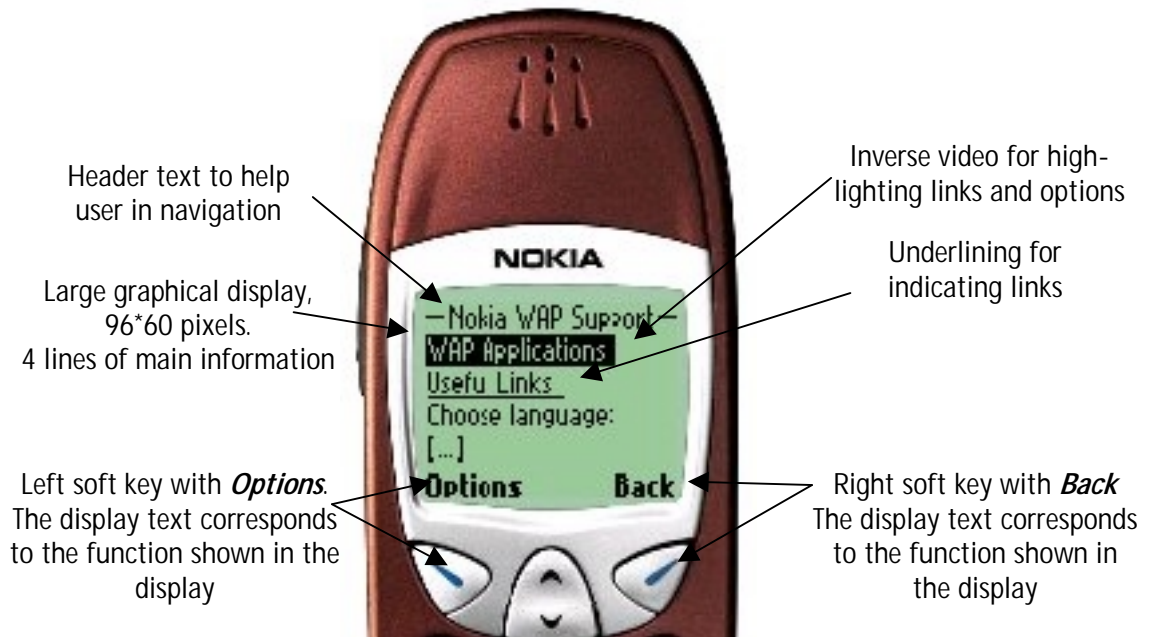 Header text to help
user in navigation
Large graphical display,
96*60 pixels.
4 lines of main information
Left soft key with Options.
The display text corresponds
to the function shown in the
display
NOKIA
Nokia WAP Support
WAP Applications
Usefu Links
Choose language:
[...]
Options Back
Inverse video for high-
lighting links and options
Underlining for
indicating links
Right soft key with Back
The display text corresponds
to the function shown in
the display